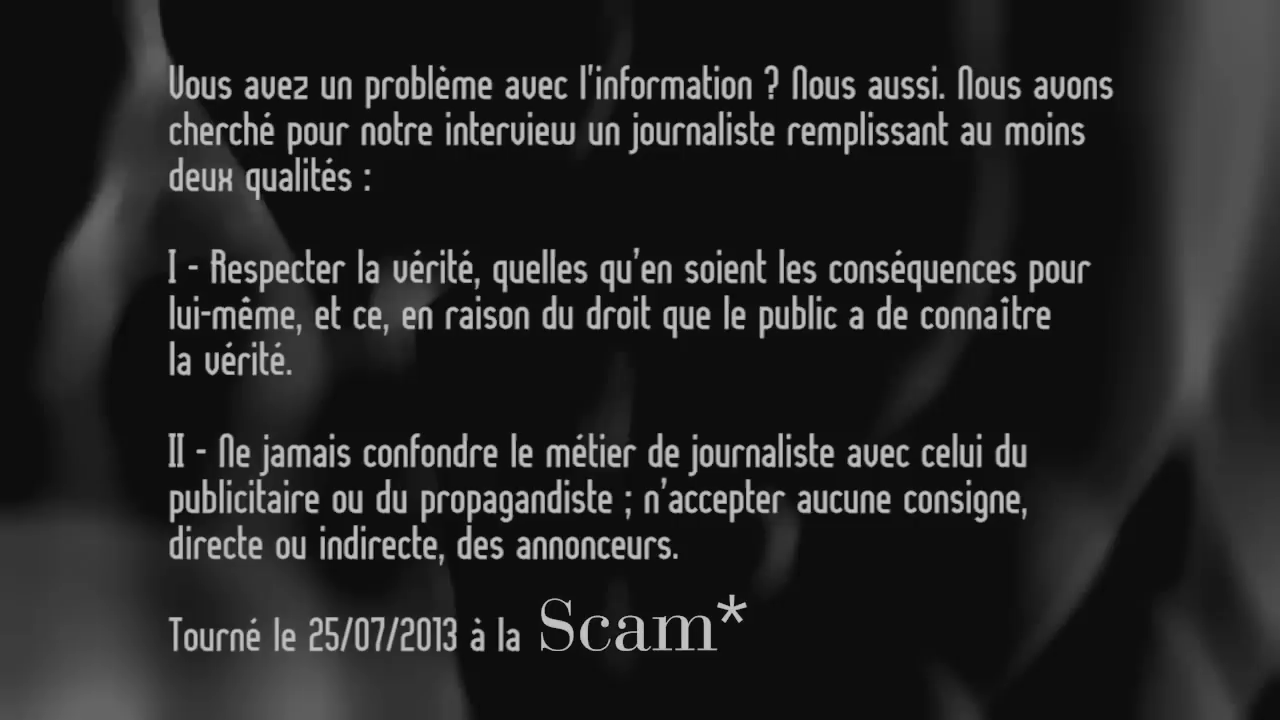 Vous avez un problème avec l'information ? Nous aussi. Nous avons
cherché pour notre interview un journaliste remplissant au moins
deux qualités :
I - Respecter la vérité, quelles qu’en soient les conséquences pour
lui-même, et ce, en raison du droit que le public a de connaître
la vérité.
II - Ne jamais confondre le métier de journaliste avec celui du
publicitaire ou du propagandiste ; n’accepter aucune consigne,
directe ou indirecte, des annonceurs.
Tourné le 25/07/2013 à la Scam*